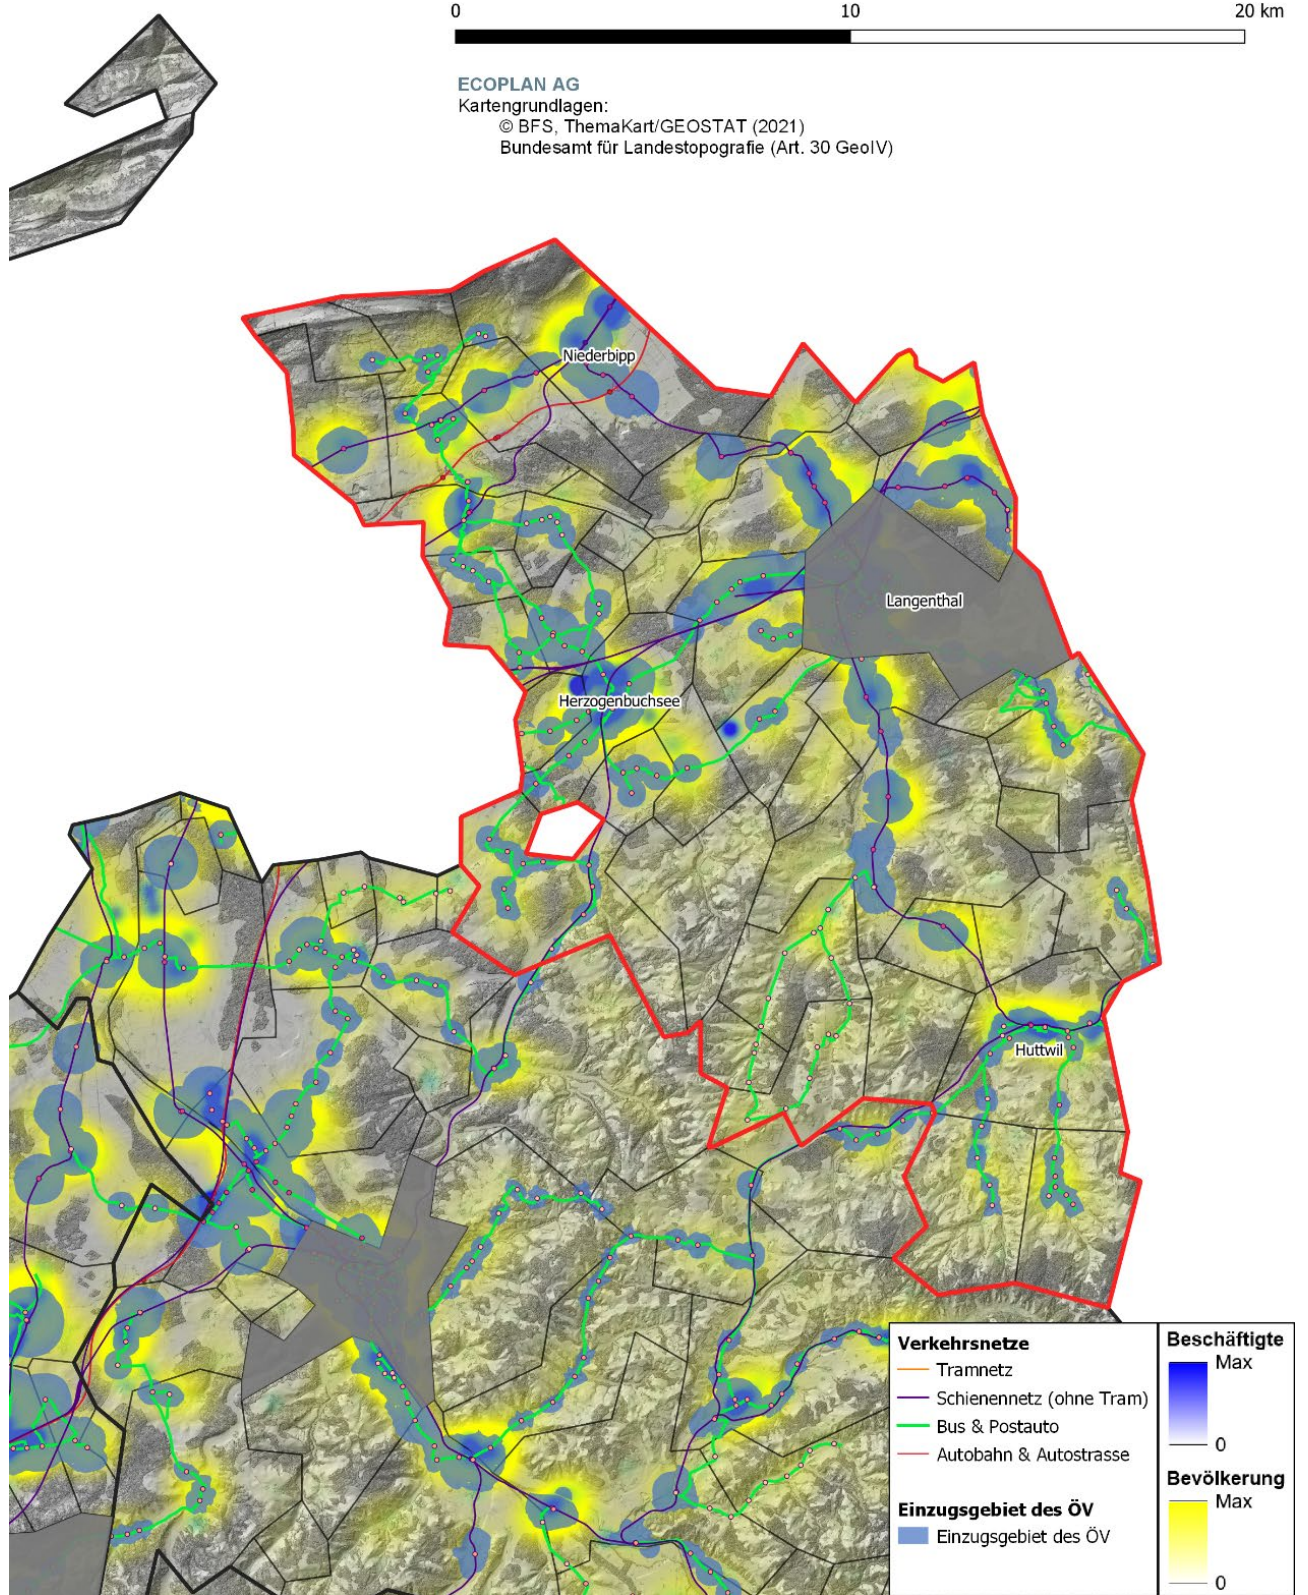 0 10 20 km
ECOPLAN AG
Kartengrundlagen:
© BFS, ThemaKart/GEOSTAT (2021)
Bundesamt für Landestopografie (Art. 30 GeoIV)
Niederbipp
Langenthal
Herzogenbuchsee
Huttwil
Verkehrsnetze
Tramnetz
Schienennetz (ohne Tram)
Bus & Postauto
Autobahn & Autostrasse
Einzugsgebiet des ÖV
Einzugsgebiet des ÖV
Beschäftigte
Max
0
Bevölkerung
Max
0